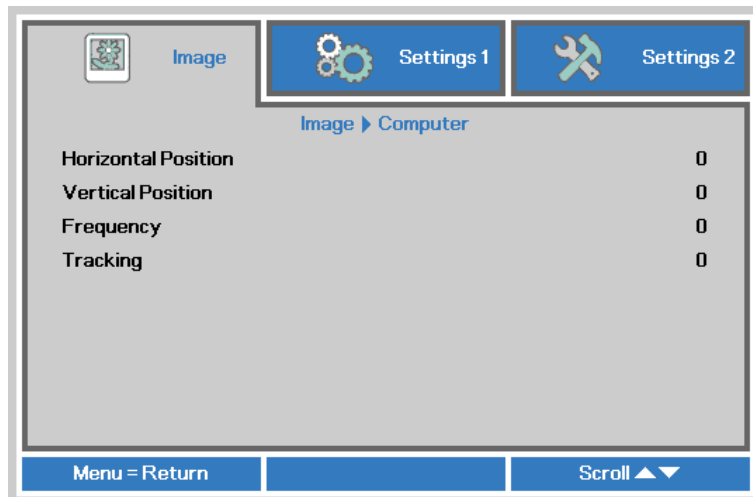 Image
Settings 1
Settings 2
Image ▶ Computer
Horizontal Position 0
Vertical Position 0
Frequency 0
Tracking 0
Menu = Return
Scroll ▲▼